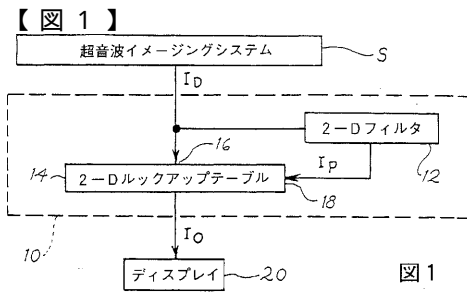 【図１】
超音波イメージングシステム
S
I_D
2-Dフィルタ
16
I_P
12
14
2-Dルックアップテーブル
18
10
I_O
ディスプレイ
20
図1